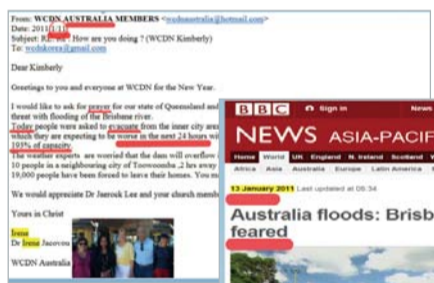 From: WCDN AUSTRALIA MEMBERS <wcdnaustralia@hotmail.com>
Date: 2011/1/11
Subject: RE: : How are you doing ? (WCDN Kimberly)
To: wcdnkorea@gmail.com
Dear Kimberly
Greetings to you and everyone at WCDN for the New Year.
I would like to ask for prayer for our state of Queensland and
threat with flooding of the Brisbane river.
Today people were asked to evacuate from the inner city area
which they are expecting to be worse in the next 24 hours wit
193% of capacity.
The weather experts are worried that the dam will overflow
10 people in a neighbouring city of Toowoomba ,2 hrs away
19,000 people have been forced to leave their homes. You ma
We would appreciate Dr Jaerock Lee and your church memb
Yours in Christ
Irene
Dr Irene Jacovou
WCDN Australia
BBC Sign in News
NEWS ASIA-PACIF
Home World UK England N. Ireland Scotland
Africa Asia Australia Europe Latin America
13 January 2011 Last updated at 08:34
Australia floods: Brisb
feared